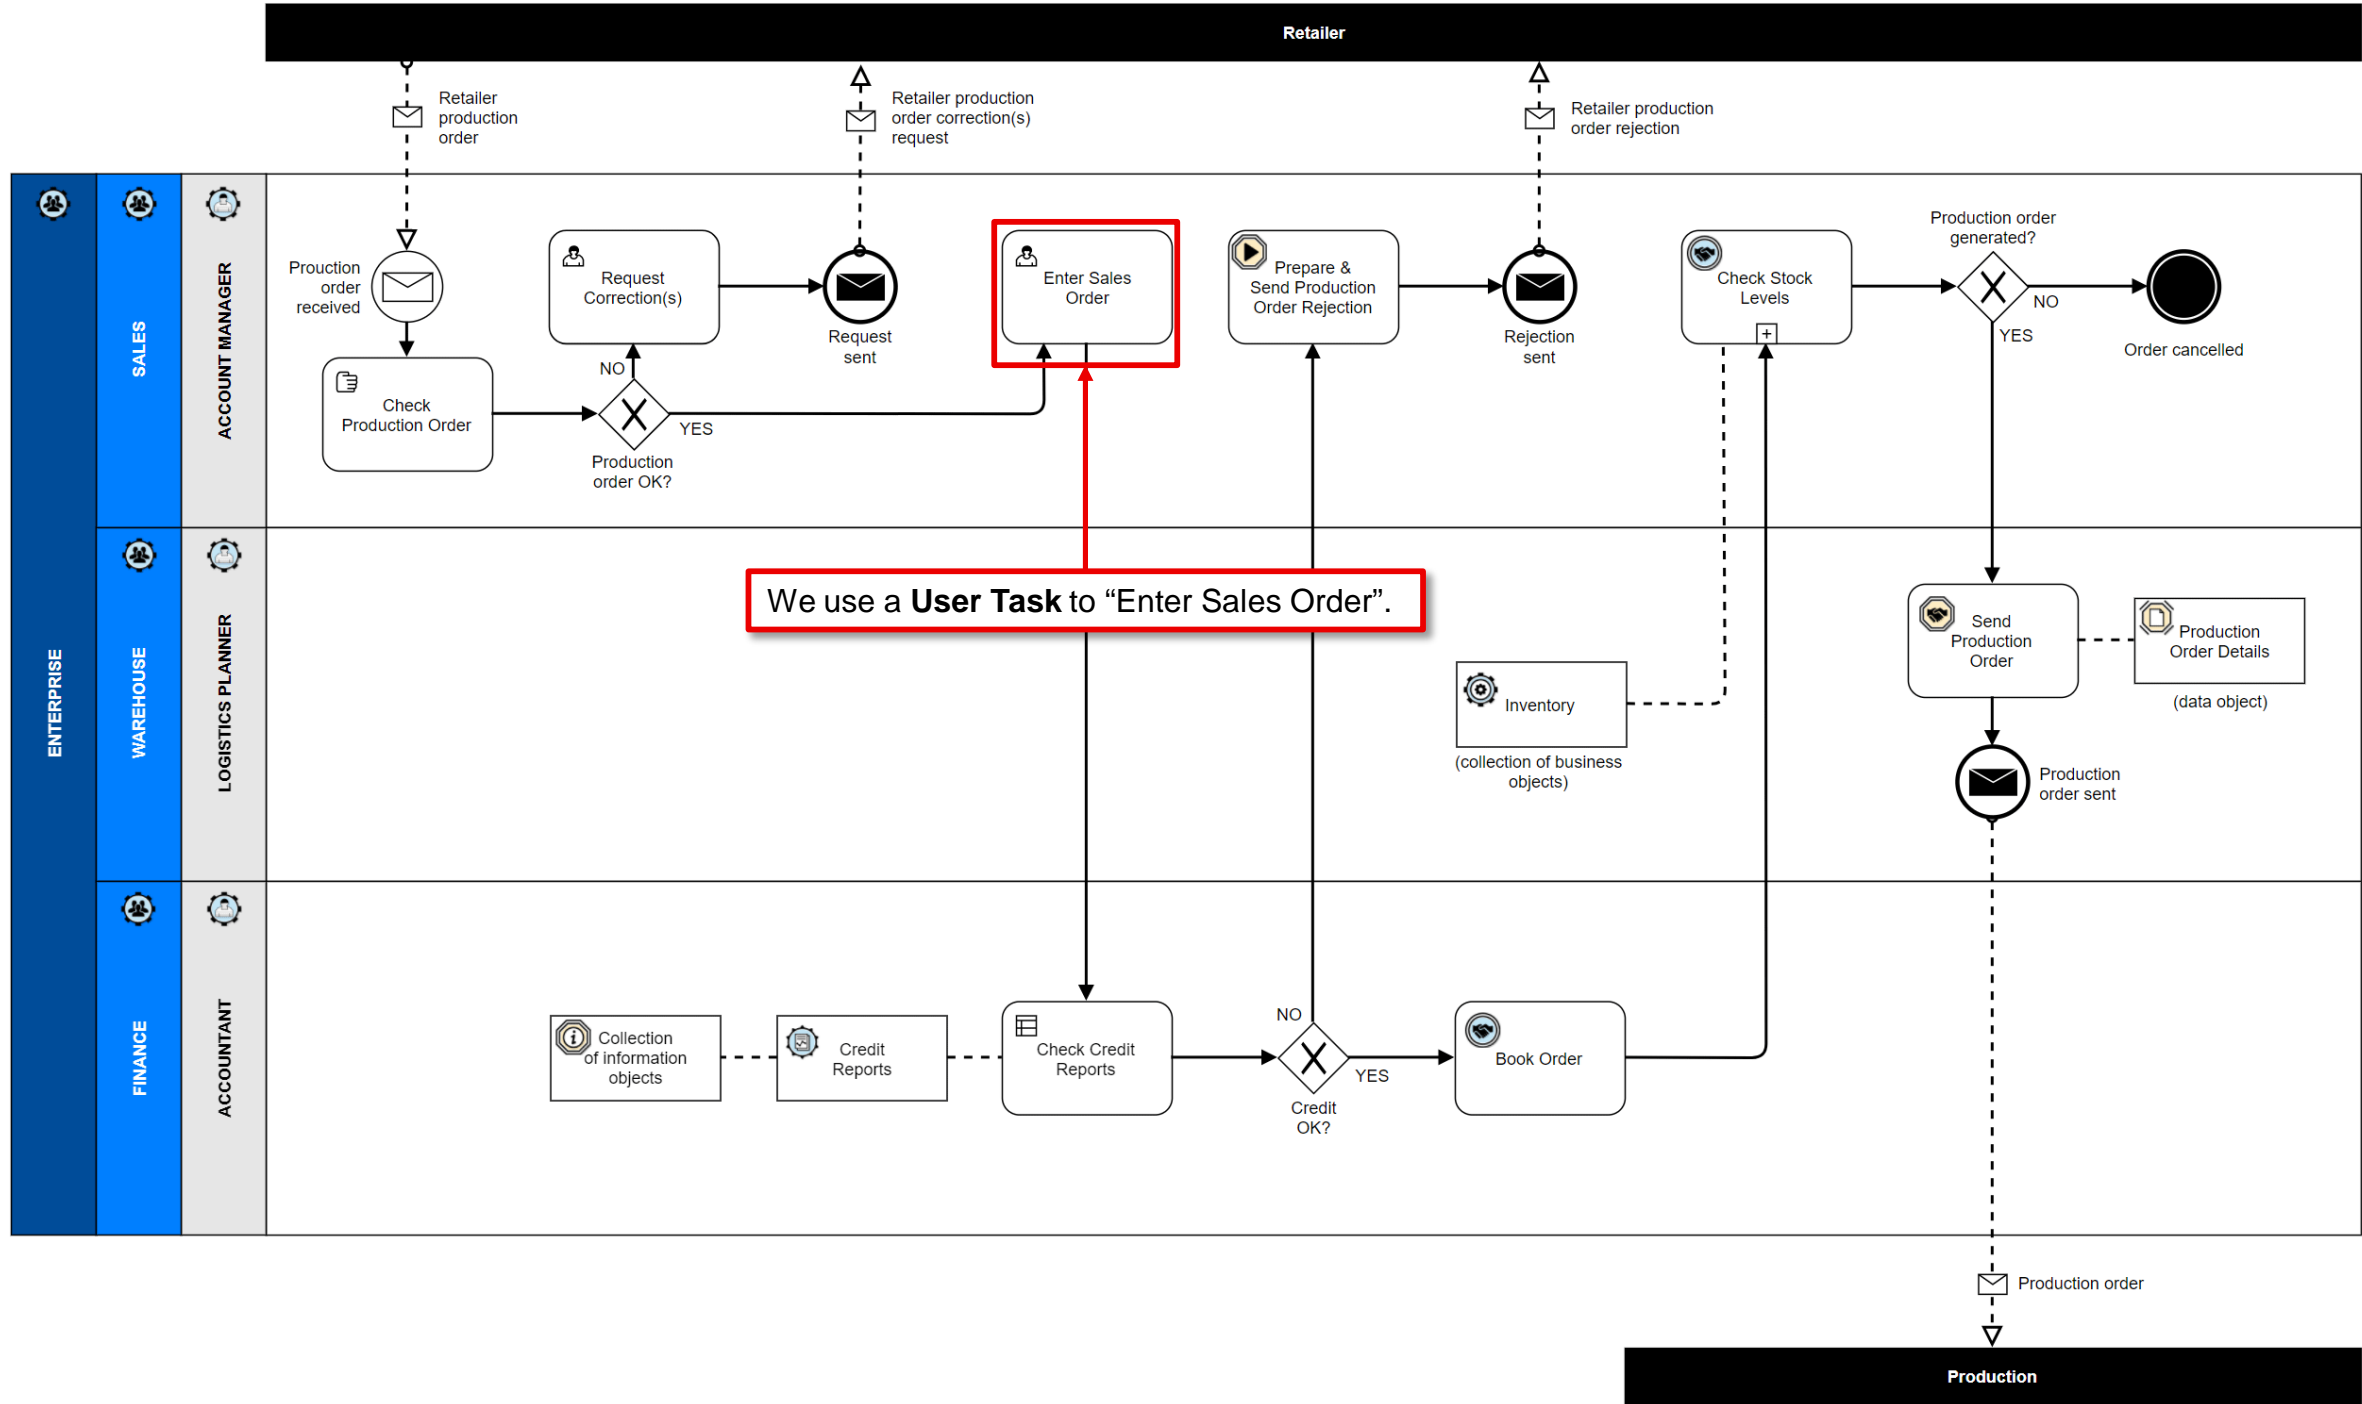 Retailer
Retailer
production
order
Retailer production
order correction(s)
request
Retailer production
order rejection
ENTERPRISE
SALES
ACCOUNT MANAGER
Prouction
order
received
Check
Production Order
Request
Correction(s)
NO
YES
Production
order OK?
Request
sent
Enter Sales
Order
Prepare &
Send Production
Order Rejection
Rejection
sent
Check Stock
Levels
Production order
generated?
NO
YES
Order cancelled
WAREHOUSE
LOGISTICS PLANNER
We use a User Task to “Enter Sales Order”.
Inventory
(collection of business
objects)
Send
Production
Order
Production
Order Details
(data object)
Production
order sent
FINANCE
ACCOUNTANT
Collection
of information
objects
Credit
Reports
Check Credit
Reports
NO
YES
Credit
OK?
Book Order
Production order
Production